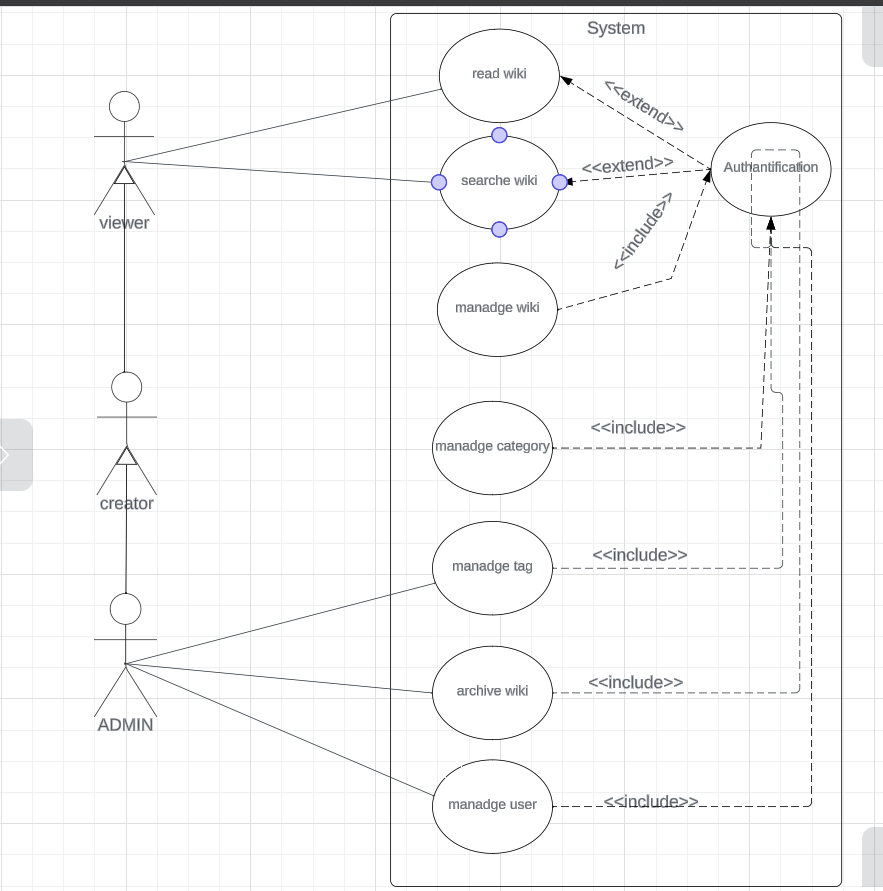 System
read wiki
<<extend>>
searche wiki
<<extend>>
Authantification
viewer
<<include>>
manadge wiki
manadge category
<<include>>
creator
manadge tag
<<include>>
archive wiki
<<include>>
ADMIN
manadge user
<<include>>